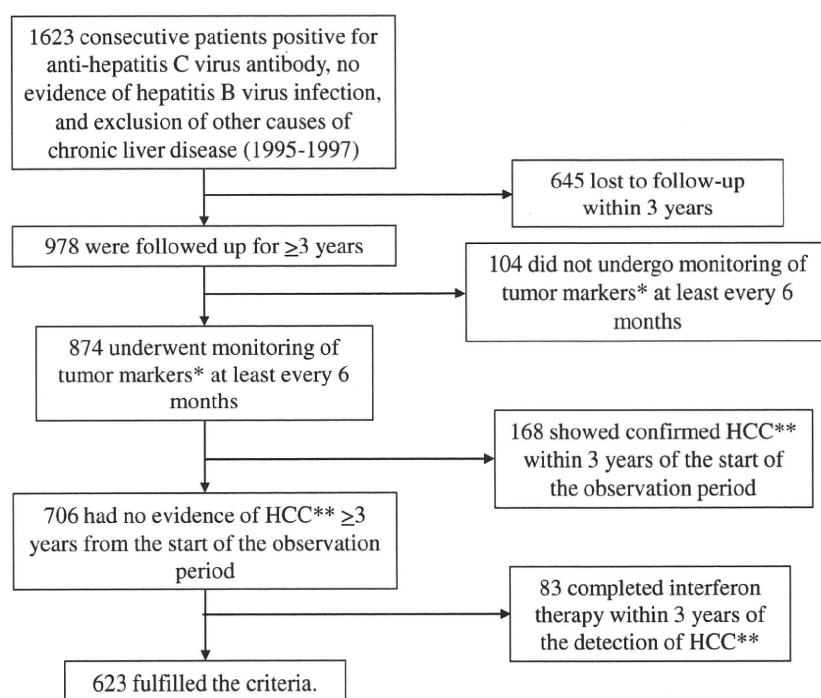 1623 consecutive patients positive for
anti-hepatitis C virus antibody, no
evidence of hepatitis B virus infection,
and exclusion of other causes of
chronic liver disease (1995-1997)
645 lost to follow-up
within 3 years
978 were followed up for ≥3 years
104 did not undergo monitoring of
tumor markers* at least every 6
months
874 underwent monitoring of
tumor markers* at least every 6
months
168 showed confirmed HCC**
within 3 years of the start of
the observation period
706 had no evidence of HCC** ≥3
years from the start of the observation
period
83 completed interferon
therapy within 3 years of
the detection of HCC**
623 fulfilled the criteria.